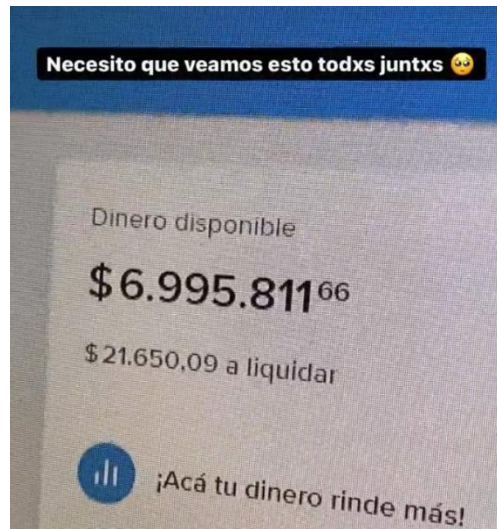 Necesito que veamos esto todxs juntxs 🥺
Dinero disponible
$6.995.811⁶⁶
$21.650,09 a liquidar
¡Acá tu dinero rinde más!